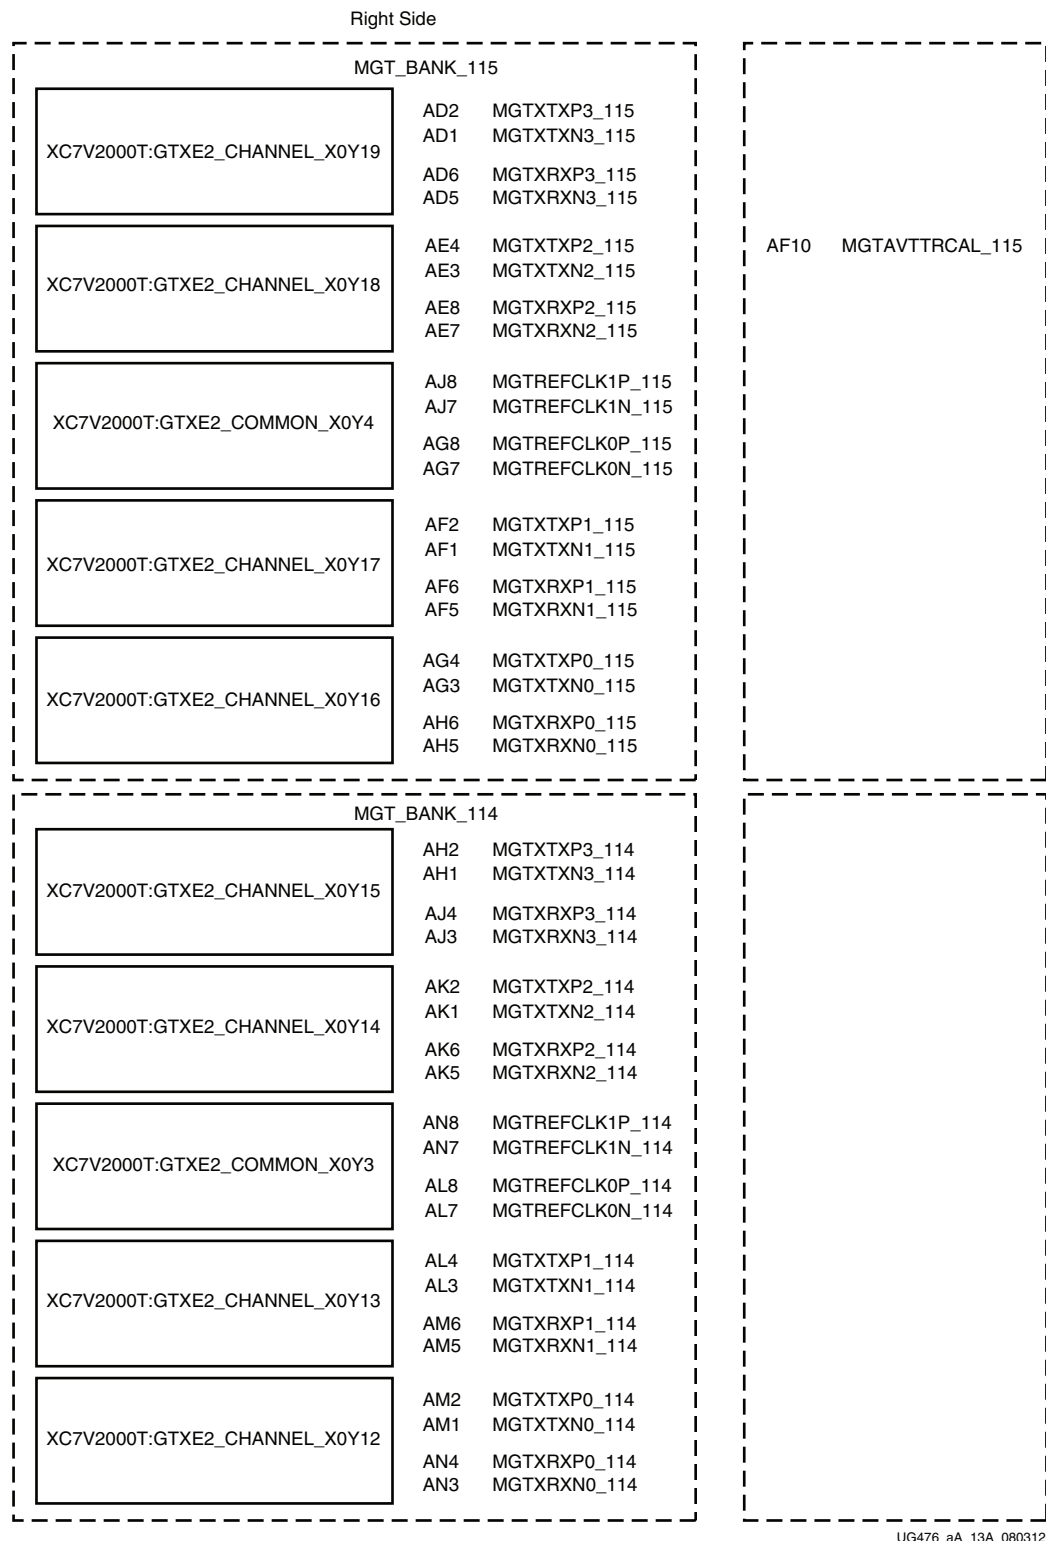 Right Side
MGT_BANK_115
XC7V2000T:GTXE2_CHANNEL_X0Y19
AD2 MGTXTXP3_115
AD1 MGTXTXN3_115
AD6 MGTXRXP3_115
AD5 MGTXRXN3_115
XC7V2000T:GTXE2_CHANNEL_X0Y18
AE4 MGTXTXP2_115
AE3 MGTXTXN2_115
AE8 MGTXRXP2_115
AE7 MGTXRXN2_115
XC7V2000T:GTXE2_COMMON_X0Y4
AJ8 MGTREFCLK1P_115
AJ7 MGTREFCLK1N_115
AG8 MGTREFCLK0P_115
AG7 MGTREFCLK0N_115
XC7V2000T:GTXE2_CHANNEL_X0Y17
AF2 MGTXTXP1_115
AF1 MGTXTXN1_115
AF6 MGTXRXP1_115
AF5 MGTXRXN1_115
XC7V2000T:GTXE2_CHANNEL_X0Y16
AG4 MGTXTXP0_115
AG3 MGTXTXN0_115
AH6 MGTXRXP0_115
AH5 MGTXRXN0_115
AF10 MGTAVTTRCAL_115
MGT_BANK_114
XC7V2000T:GTXE2_CHANNEL_X0Y15
AH2 MGTXTXP3_114
AH1 MGTXTXN3_114
AJ4 MGTXRXP3_114
AJ3 MGTXRXN3_114
XC7V2000T:GTXE2_CHANNEL_X0Y14
AK2 MGTXTXP2_114
AK1 MGTXTXN2_114
AK6 MGTXRXP2_114
AK5 MGTXRXN2_114
XC7V2000T:GTXE2_COMMON_X0Y3
AN8 MGTREFCLK1P_114
AN7 MGTREFCLK1N_114
AL8 MGTREFCLK0P_114
AL7 MGTREFCLK0N_114
XC7V2000T:GTXE2_CHANNEL_X0Y13
AL4 MGTXTXP1_114
AL3 MGTXTXN1_114
AM6 MGTXRXP1_114
AM5 MGTXRXN1_114
XC7V2000T:GTXE2_CHANNEL_X0Y12
AM2 MGTXTXP0_114
AM1 MGTXTXN0_114
AN4 MGTXRXP0_114
AN3 MGTXRXN0_114
UG476_aA_13A_080312